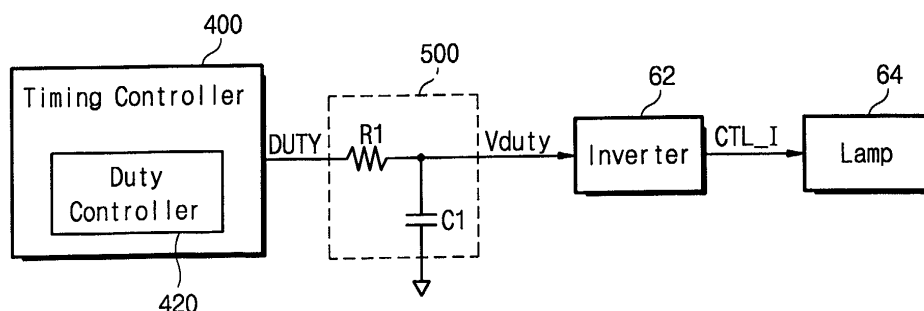 400
Timing Controller
Duty
Controller
420
DUTY
500
R1
C1
Vduty
62
Inverter
CTL_I
64
Lamp